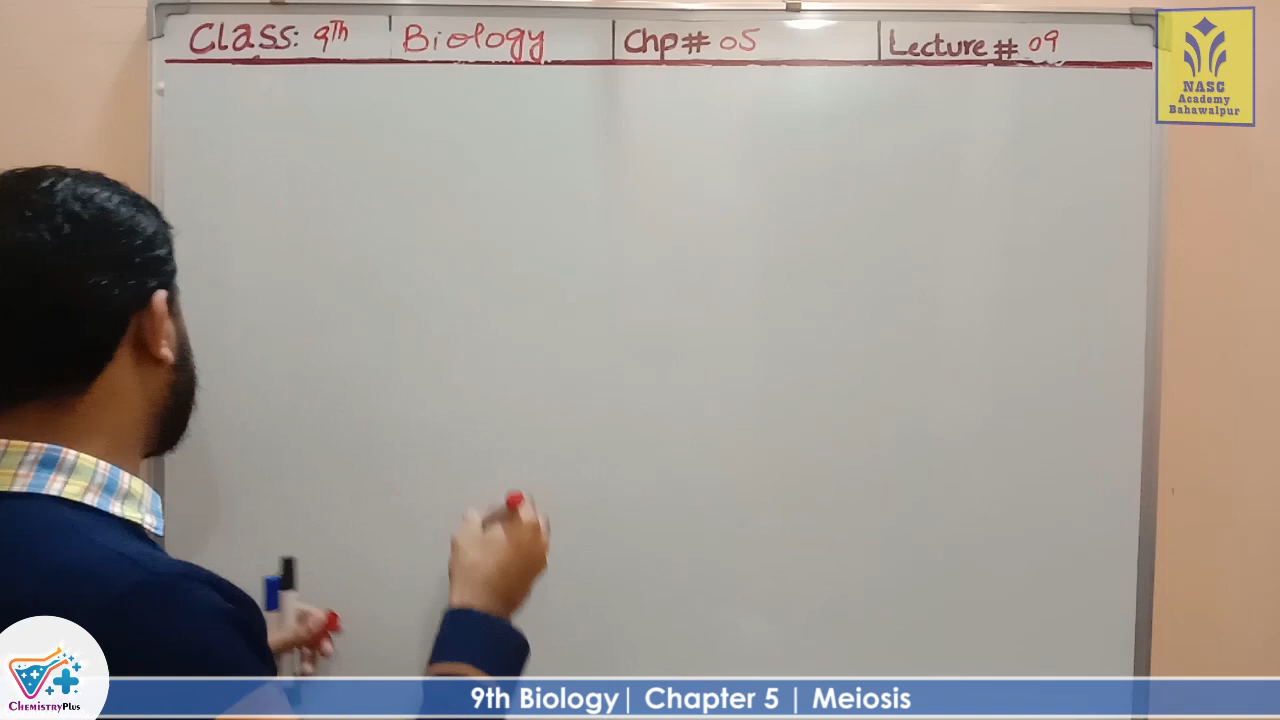 Class: 9Th Biology Chp# 05 Lecture # 09
NASC
Academy
Bahawalpur
ChemistryPlus
9th Biology| Chapter 5 | Meiosis